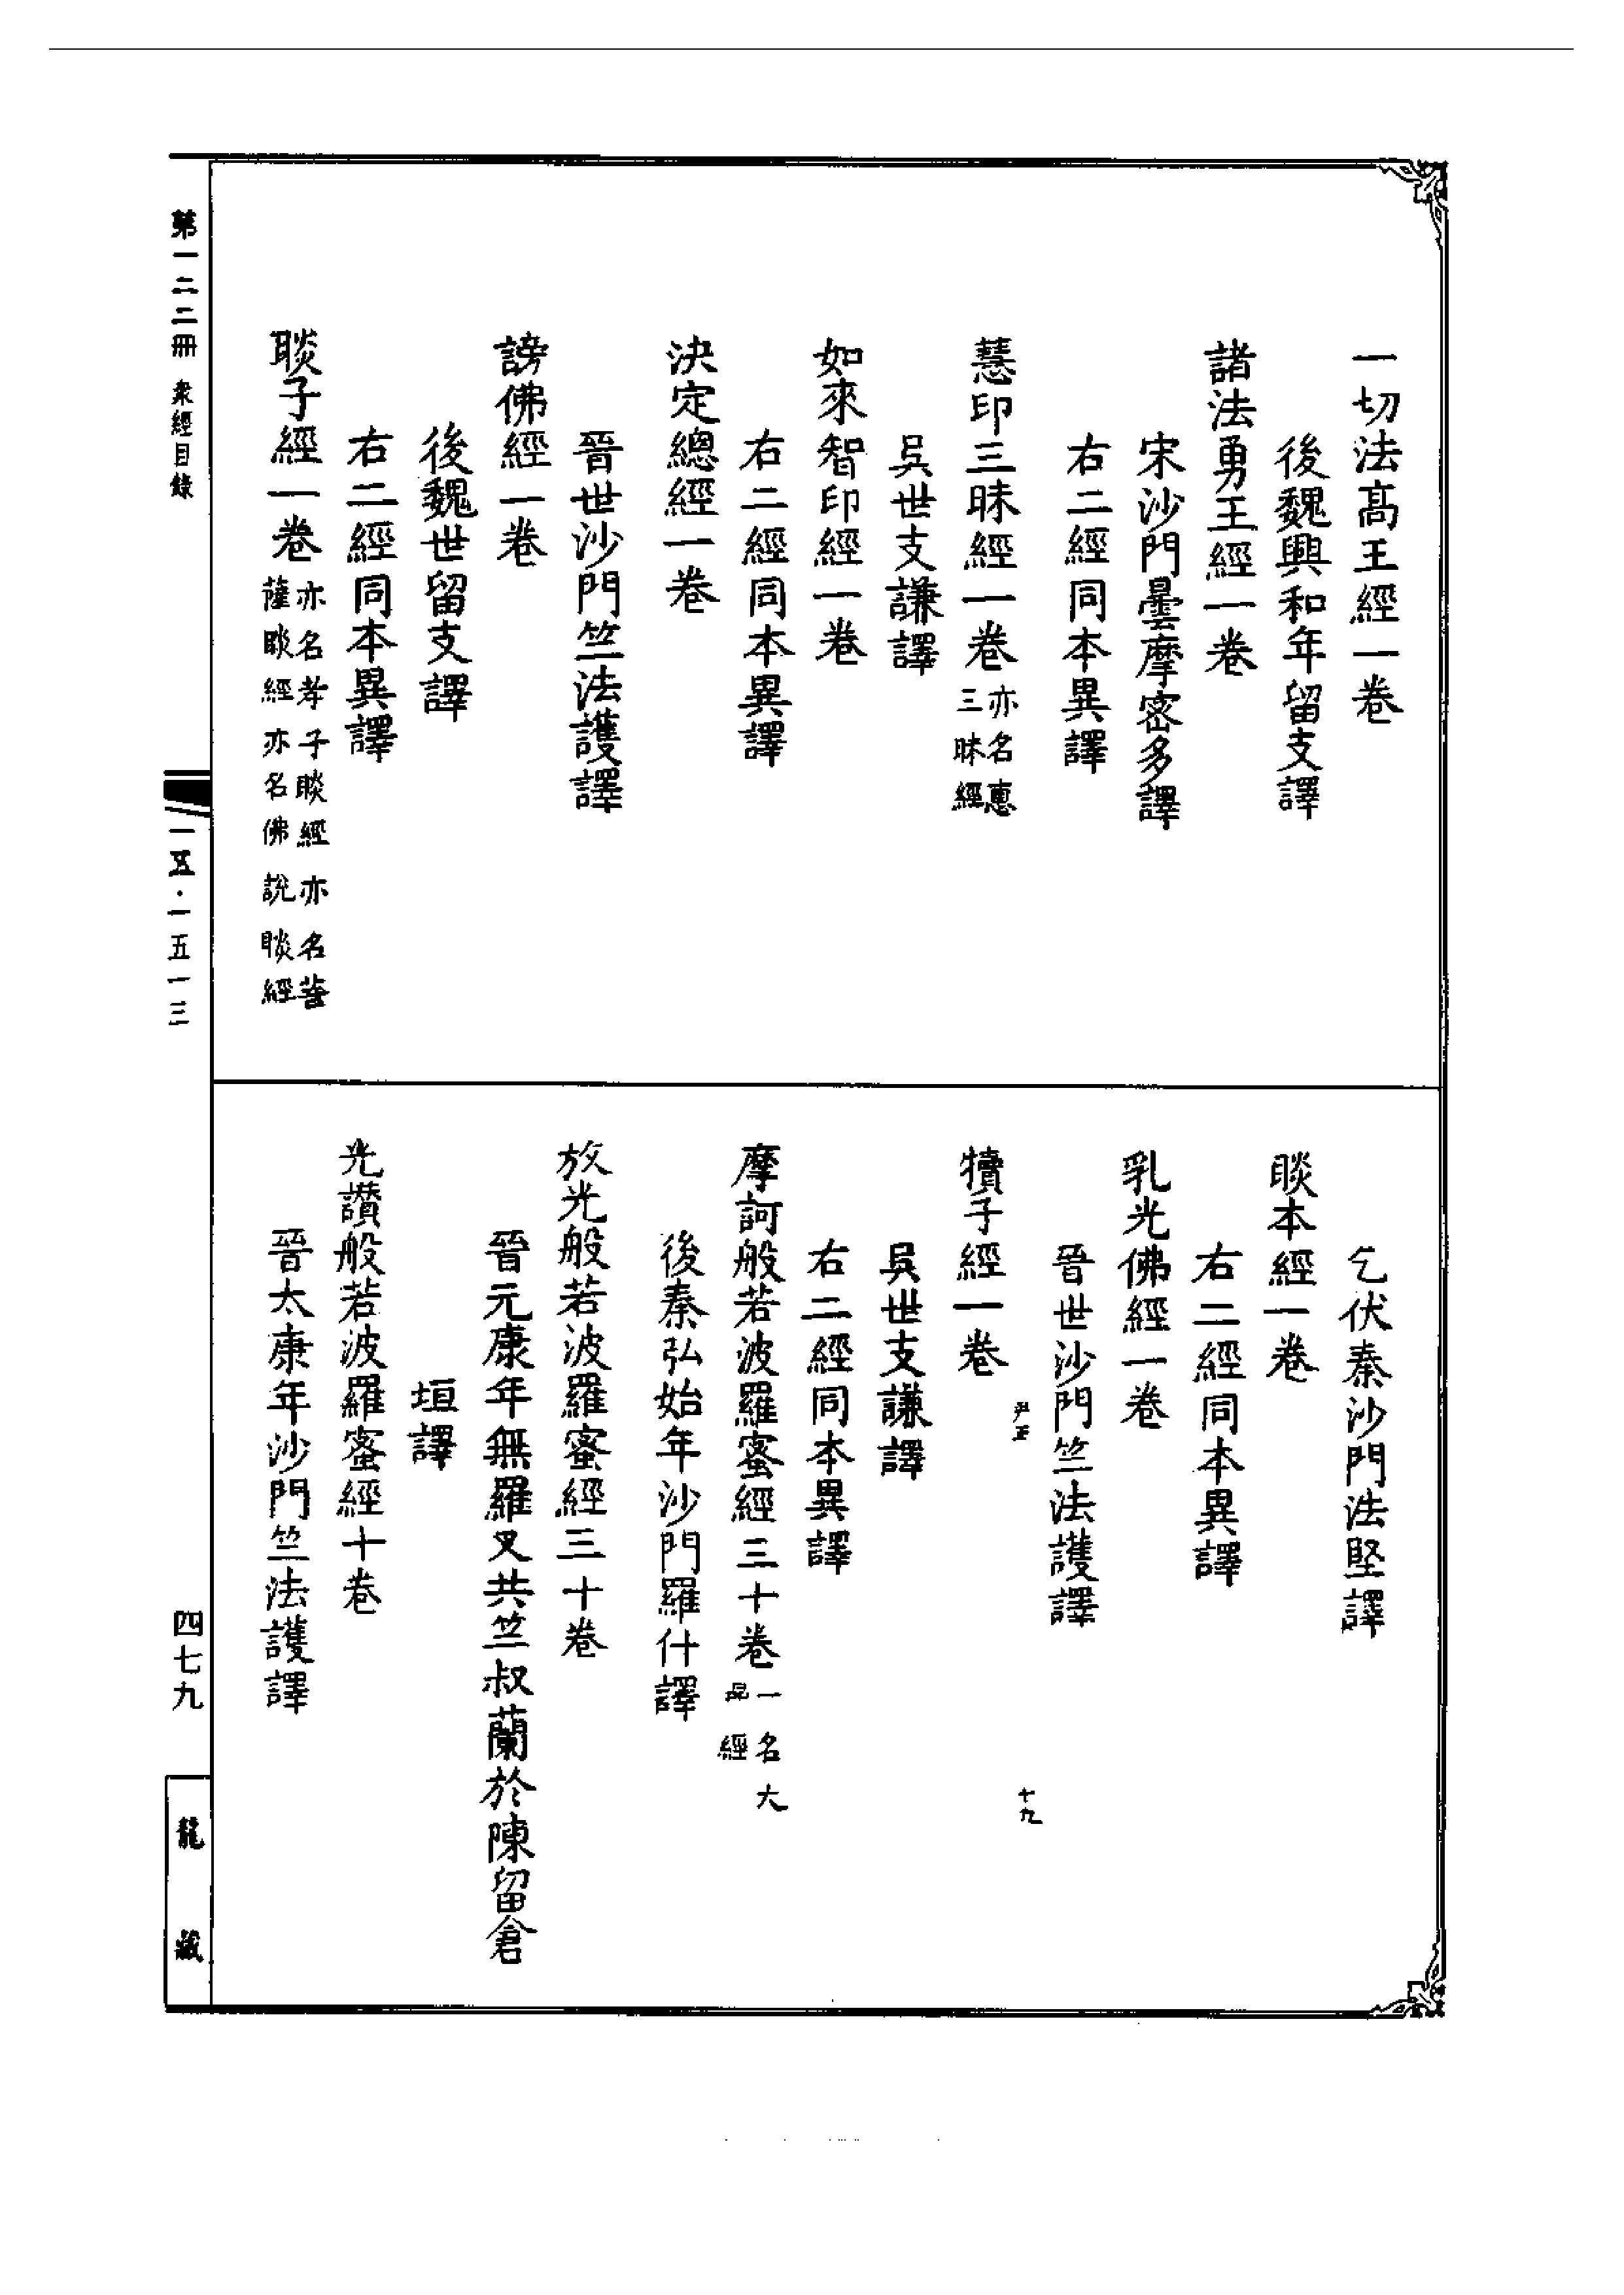 一切法高王經一卷
後魏興和年留支譯
諸法勇王經一卷
宋沙門曇摩密多譯
右二經同本異譯
慧印三昧經一卷亦名惠三昧經
吳世支謙譯
如來智印經一卷
右二經同本異譯
決定總經一卷
晉世沙門竺法護譯
謗佛經一卷
後魏世留支譯
右二經同本異譯
睒子經一卷亦名孝子睒經亦名菩薩睒經亦名佛說睒經
乞伏秦沙門法堅譯
睒本經一卷
右二經同本異譯
乳光佛經一卷
晉世沙門竺法護譯
尹五 十九
犢子經一卷
吳世支謙譯
右二經同本異譯
摩訶般若波羅蜜經三十卷一名大品經
後秦弘始年沙門羅什譯
放光般若波羅蜜經三十卷
晉元康年無羅叉共竺叔蘭於陳留倉
垣譯
光讚般若波羅蜜經十卷
晉太康年沙門竺法護譯
第一二二冊 衆經目錄
一五·一五一三
四七九
龍藏